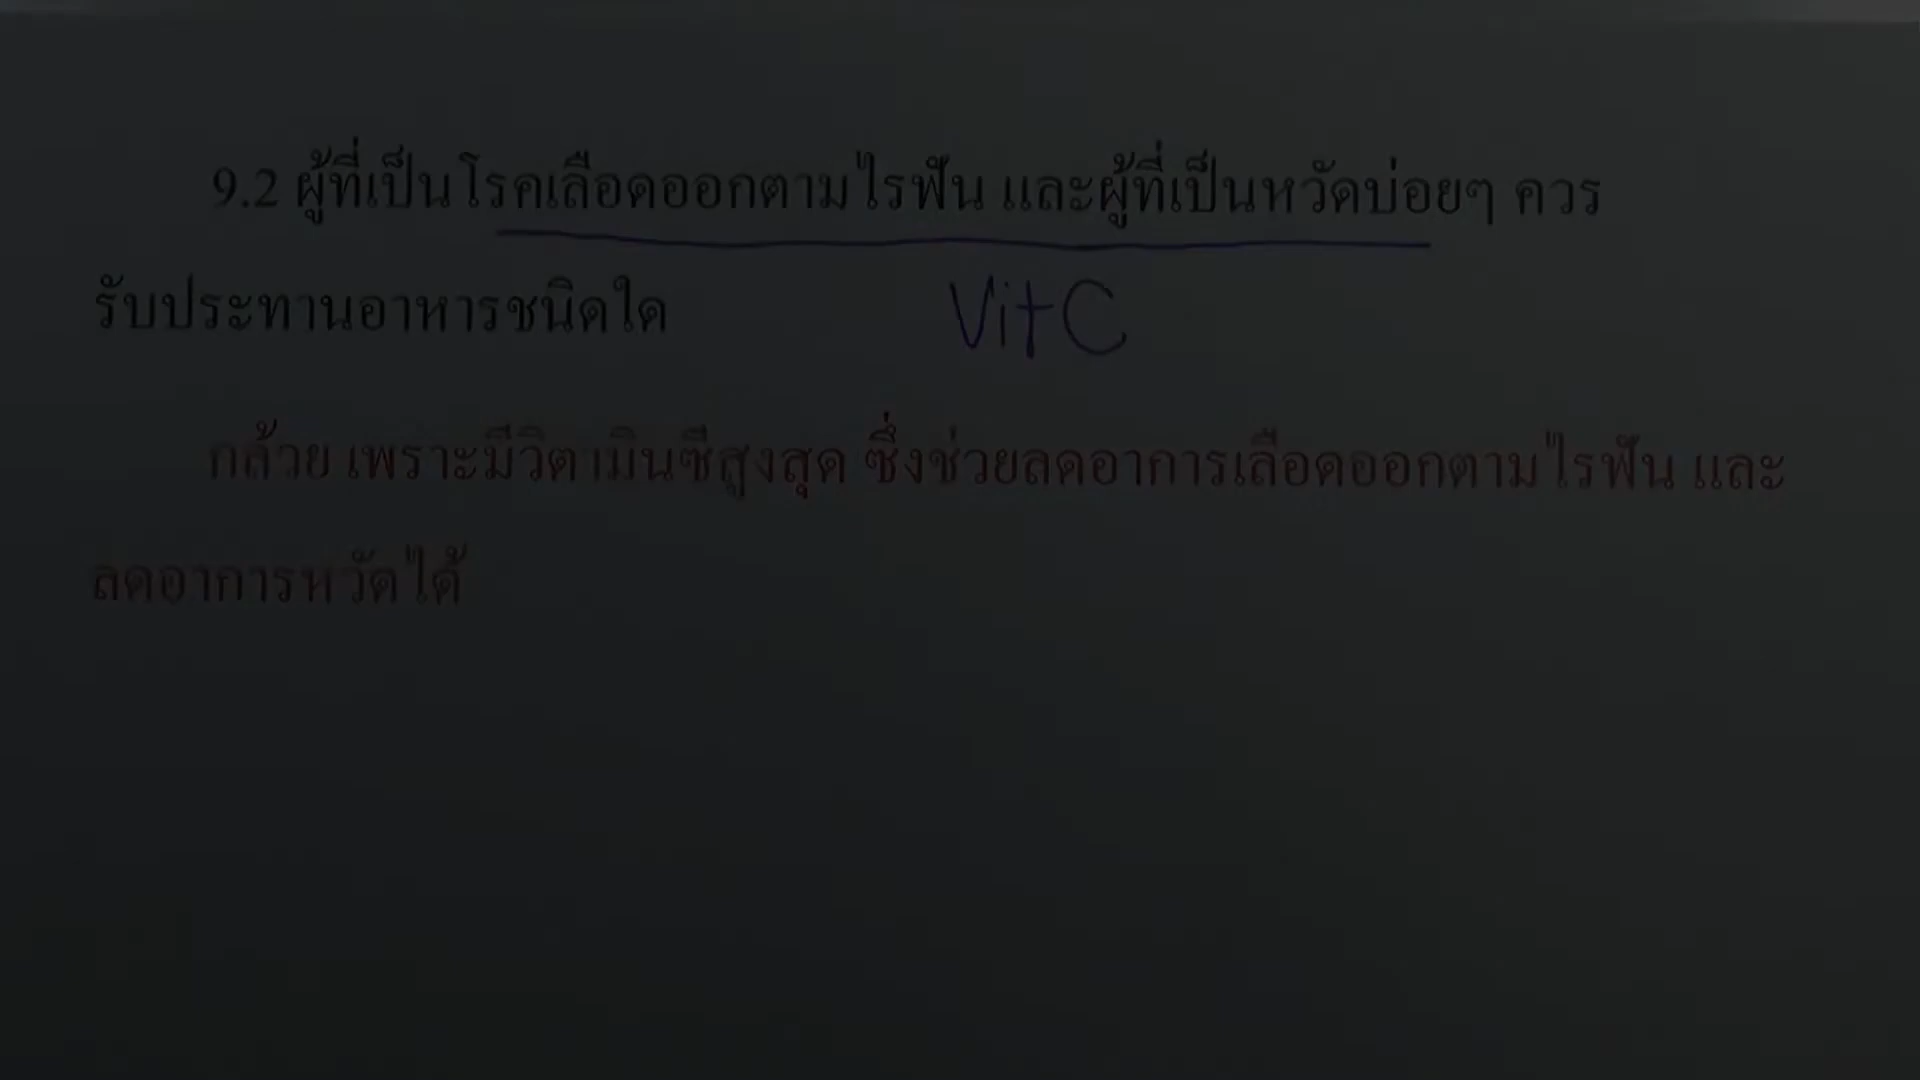 9.2 ผู้ที่เป็นโรคเลือดออกตามไรฟัน และผู้ที่เป็นหวัดบ่อยๆ ควร
รับประทานอาหารชนิดใด
Vit C
กล้วย เพราะมีวิตามินซีสูงสุด ซึ่งช่วยลดอาการเลือดออกตามไรฟัน และ
ลดอาการหวัดได้